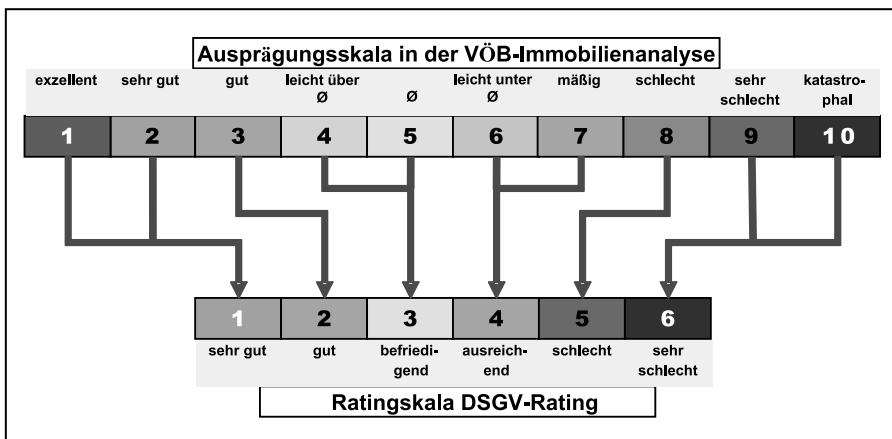 Ausprägungsskala in der VÖB-Immobilienanalyse
exzellent sehr gut gut leicht über Ø Ø leicht unter Ø mäßig schlecht sehr schlecht katastro-phal
1 2 3 4 5 6 7 8 9 10
1 2 3 4 5 6
sehr gut gut befriedi-gend ausreich-end schlecht sehr schlecht
Ratingskala DSGV-Rating